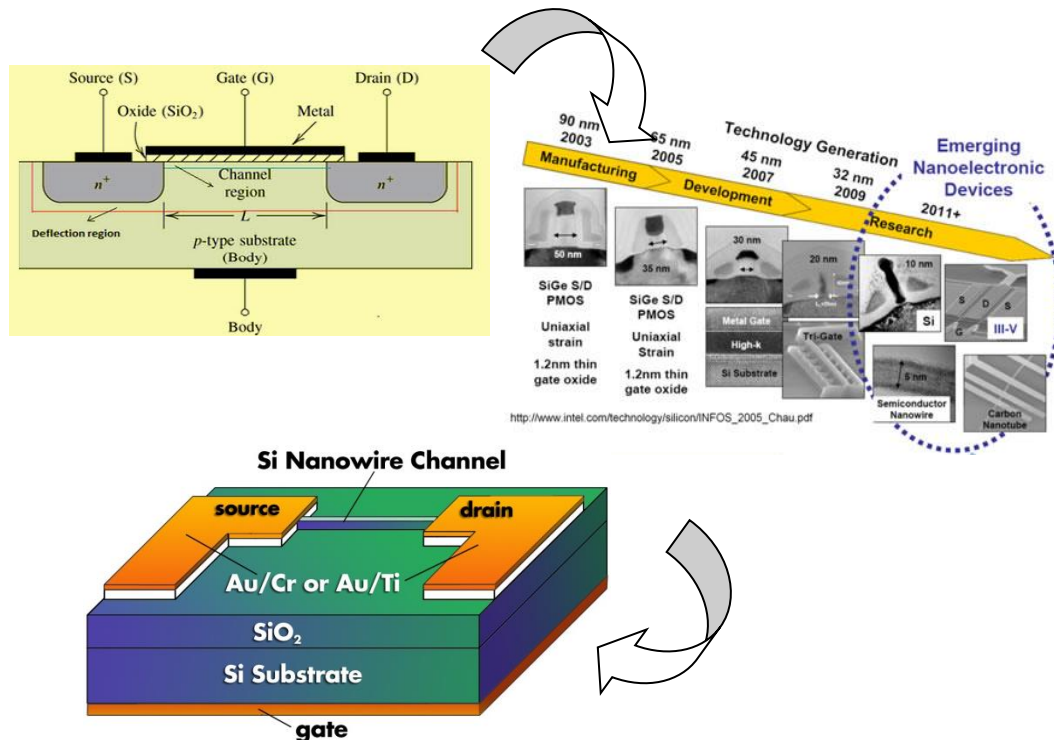 Source (S)
Gate (G)
Drain (D)
Oxide (SiO₂)
Metal
n⁺
Channel
region
n⁺
L
Deflection region
p-type substrate
(Body)
Body
90 nm
2003
65 nm
2005
Technology Generation
45 nm
2007
32 nm
2009
2011+
Emerging
Nanoelectronic
Devices
Manufacturing
Development
Research
50 nm
35 nm
30 nm
20 nm
10 nm
SiGe S/D
PMOS
Uniaxial
strain
1.2nm thin
gate oxide
SiGe S/D
PMOS
Uniaxial
Strain
1.2nm thin
gate oxide
Metal Gate
High-k
Si Substrate
Tri-Gate
Si
S
D
S
G
III-V
5 nm
Semiconductor
Nanowire
Carbon
Nanotube
http://www.intel.com/technology/silicon/INFOS_2005_Chau.pdf
Si Nanowire Channel
source
drain
Au/Cr or Au/Ti
SiO₂
Si Substrate
gate